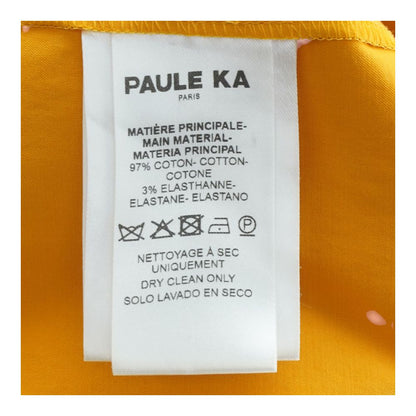 PAULE KA
PARIS
MATIÈRE PRINCIPALE-
MAIN MATERIAL-
MATERIA PRINCIPAL
97% COTON- COTTON-
COTONE
3% ELASTHANNE-
ELASTANE- ELASTANO
P
NETTOYAGE À SEC
UNIQUEMENT
DRY CLEAN ONLY
SOLO LAVADO EN SECO